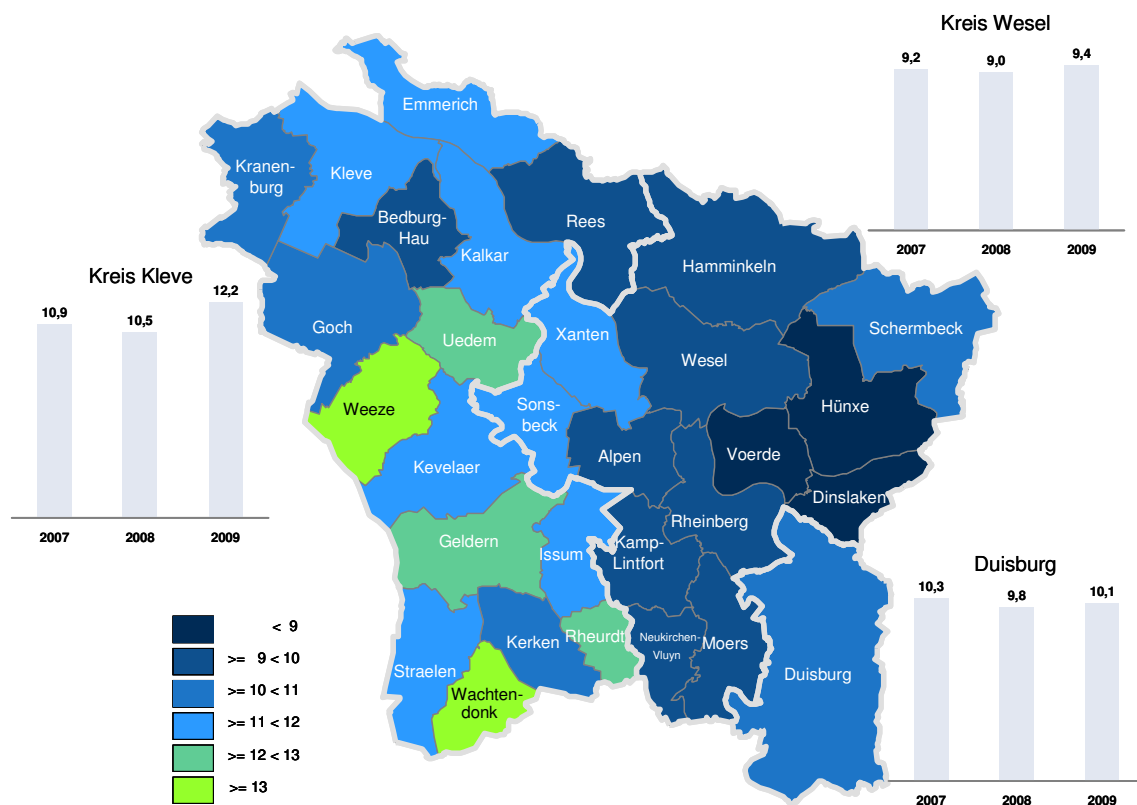 Kreis Wesel
9,2
9,0
9,4
2007
2008
2009
Emmerich
Kranen-
burg
Kleve
Bedburg-
Hau
Rees
Kalkar
Hamminkeln
Kreis Kleve
10,9
10,5
12,2
2007
2008
2009
Goch
Uedem
Xanten
Schermbeck
Wesel
Weeze
Sons-
beck
Hünxe
Kevelaer
Alpen
Voerde
Dinslaken
Geldern
Issum
Rheinberg
Kamp-
Lintfort
Duisburg
10,3
9,8
10,1
2007
2008
2009
Kerken
Rheurdt
Neukirchen-
Vluyn
Moers
Straelen
Duisburg
Wachten-
donk
< 9
>= 9 < 10
>= 10 < 11
>= 11 < 12
>= 12 < 13
>= 13